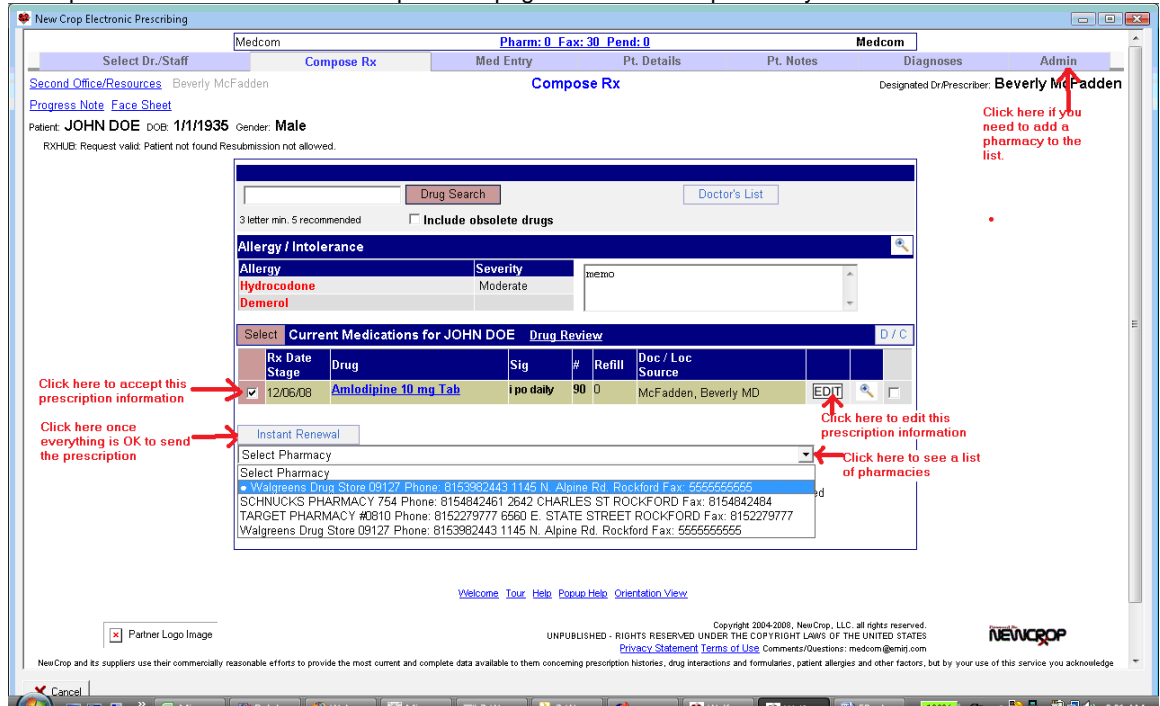 New Crop Electronic Prescribing
Medcom Pharm: 0 Fax: 30 Pend: 0 Medcom
Select Dr./Staff Compose Rx Med Entry Pt. Details Pt. Notes Diagnoses Admin
Second Office/Resources Beverly McFadden Compose Rx Designated Dr/Prescriber: Beverly McFadden
Progress Note Face Sheet
Patient: JOHN DOE DOB: 1/1/1935 Gender: Male
RXHUB: Request valid: Patient not found Resubmission not allowed.
Click here if you
need to add a
pharmacy to the
list.
Drug Search Doctor's List
3 letter min. 5 recommended Include obsolete drugs
Allergy / Intolerance
Allergy Severity memo
Hydrocodone Moderate
Demerol
Select Current Medications for JOHN DOE Drug Review D / C
Rx Date Stage Drug Sig # Refill Doc / Loc Source
12/06/08 Amlodipine 10 mg Tab i po daily 90 0 McFadden, Beverly MD EDIT
Click here to accept this
prescription information
Click here to edit this
prescription information
Click here once
everything is OK to send
the prescription
Instant Renewal
Select Pharmacy
Click here to see a list
of pharmacies
Select Pharmacy
• Walgreens Drug Store 09127 Phone: 8153982443 1145 N. Alpine Rd. Rockford Fax: 5555555555
SCHNUCKS PHARMACY 754 Phone: 8154842461 2642 CHARLES ST ROCKFORD Fax: 8154842484
TARGET PHARMACY #0810 Phone: 8152279777 6560 E. STATE STREET ROCKFORD Fax: 8152279777
Walgreens Drug Store 09127 Phone: 8153982443 1145 N. Alpine Rd. Rockford Fax: 5555555555
Welcome Tour Help Popup Help Orientation View
Partner Logo Image
Copyright 2004-2008, NewCrop, LLC. all rights reserved.
UNPUBLISHED - RIGHTS RESERVED UNDER THE COPYRIGHT LAWS OF THE UNITED STATES
Privacy Statement Terms of Use Comments/Questions: medcom@emirj.com
NEWCROP
NewCrop and its suppliers use their commercially reasonable efforts to provide the most current and complete data available to them concerning prescription histories, drug interactions and formularies, patient allergies and other factors, but by your use of this service you acknowledge
Cancel